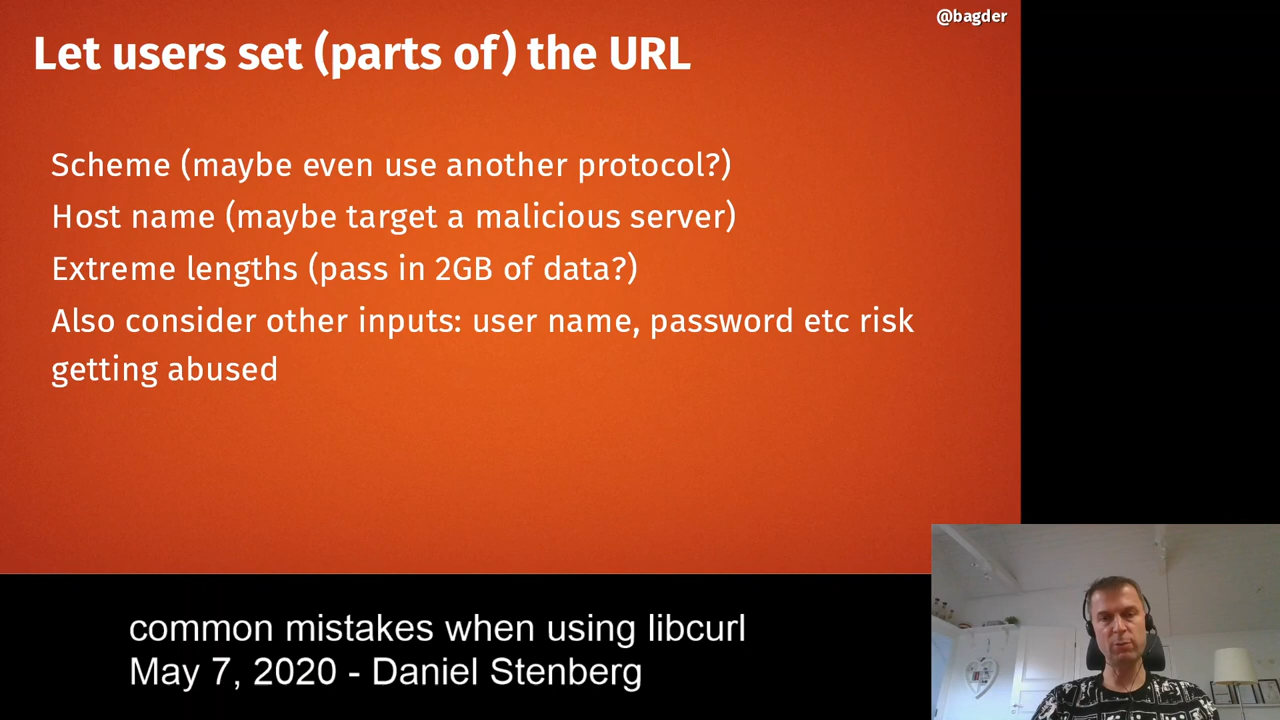 @bagder
Let users set (parts of) the URL
Scheme (maybe even use another protocol?)
Host name (maybe target a malicious server)
Extreme lengths (pass in 2GB of data?)
Also consider other inputs: user name, password etc risk
getting abused
common mistakes when using libcurl
May 7, 2020 - Daniel Stenberg